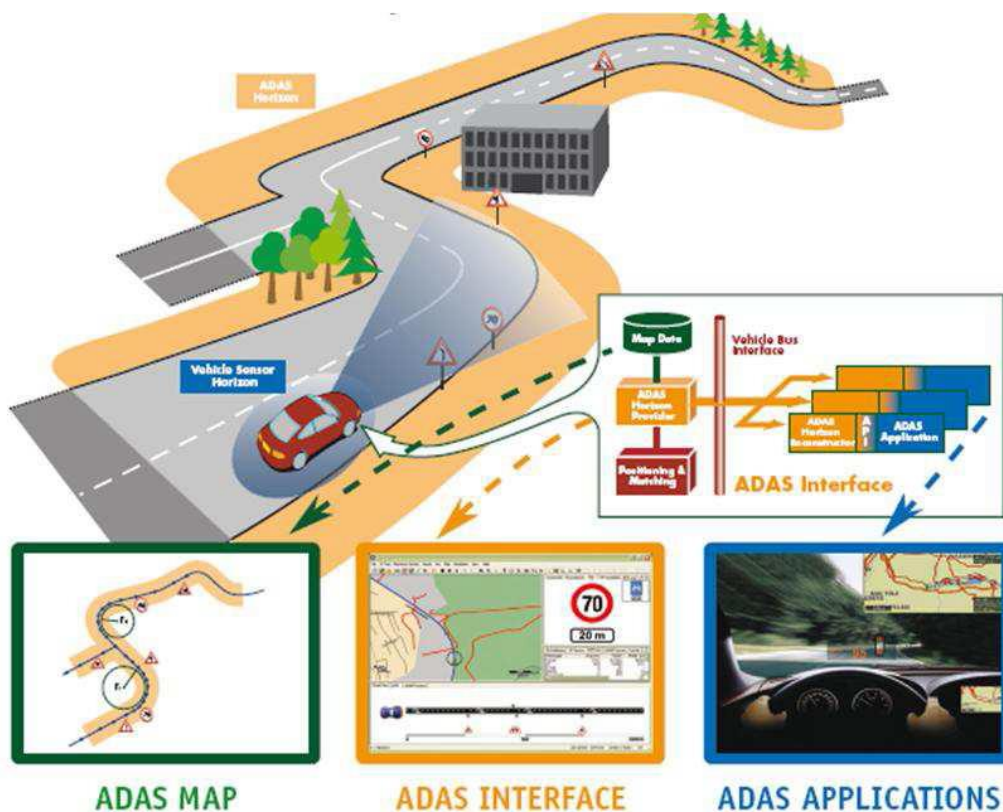 ADAS
Horizon
Vehicle Sensor
Horizon
70
Map Data
Vehicle Bus
Interface
ADAS
Horizon
Provider
Positioning &
Matching
ADAS
Horizon
Reconstructor
API
ADAS
Application
ADAS Interface
70
20 m
ADAS MAP
ADAS INTERFACE
ADAS APPLICATIONS